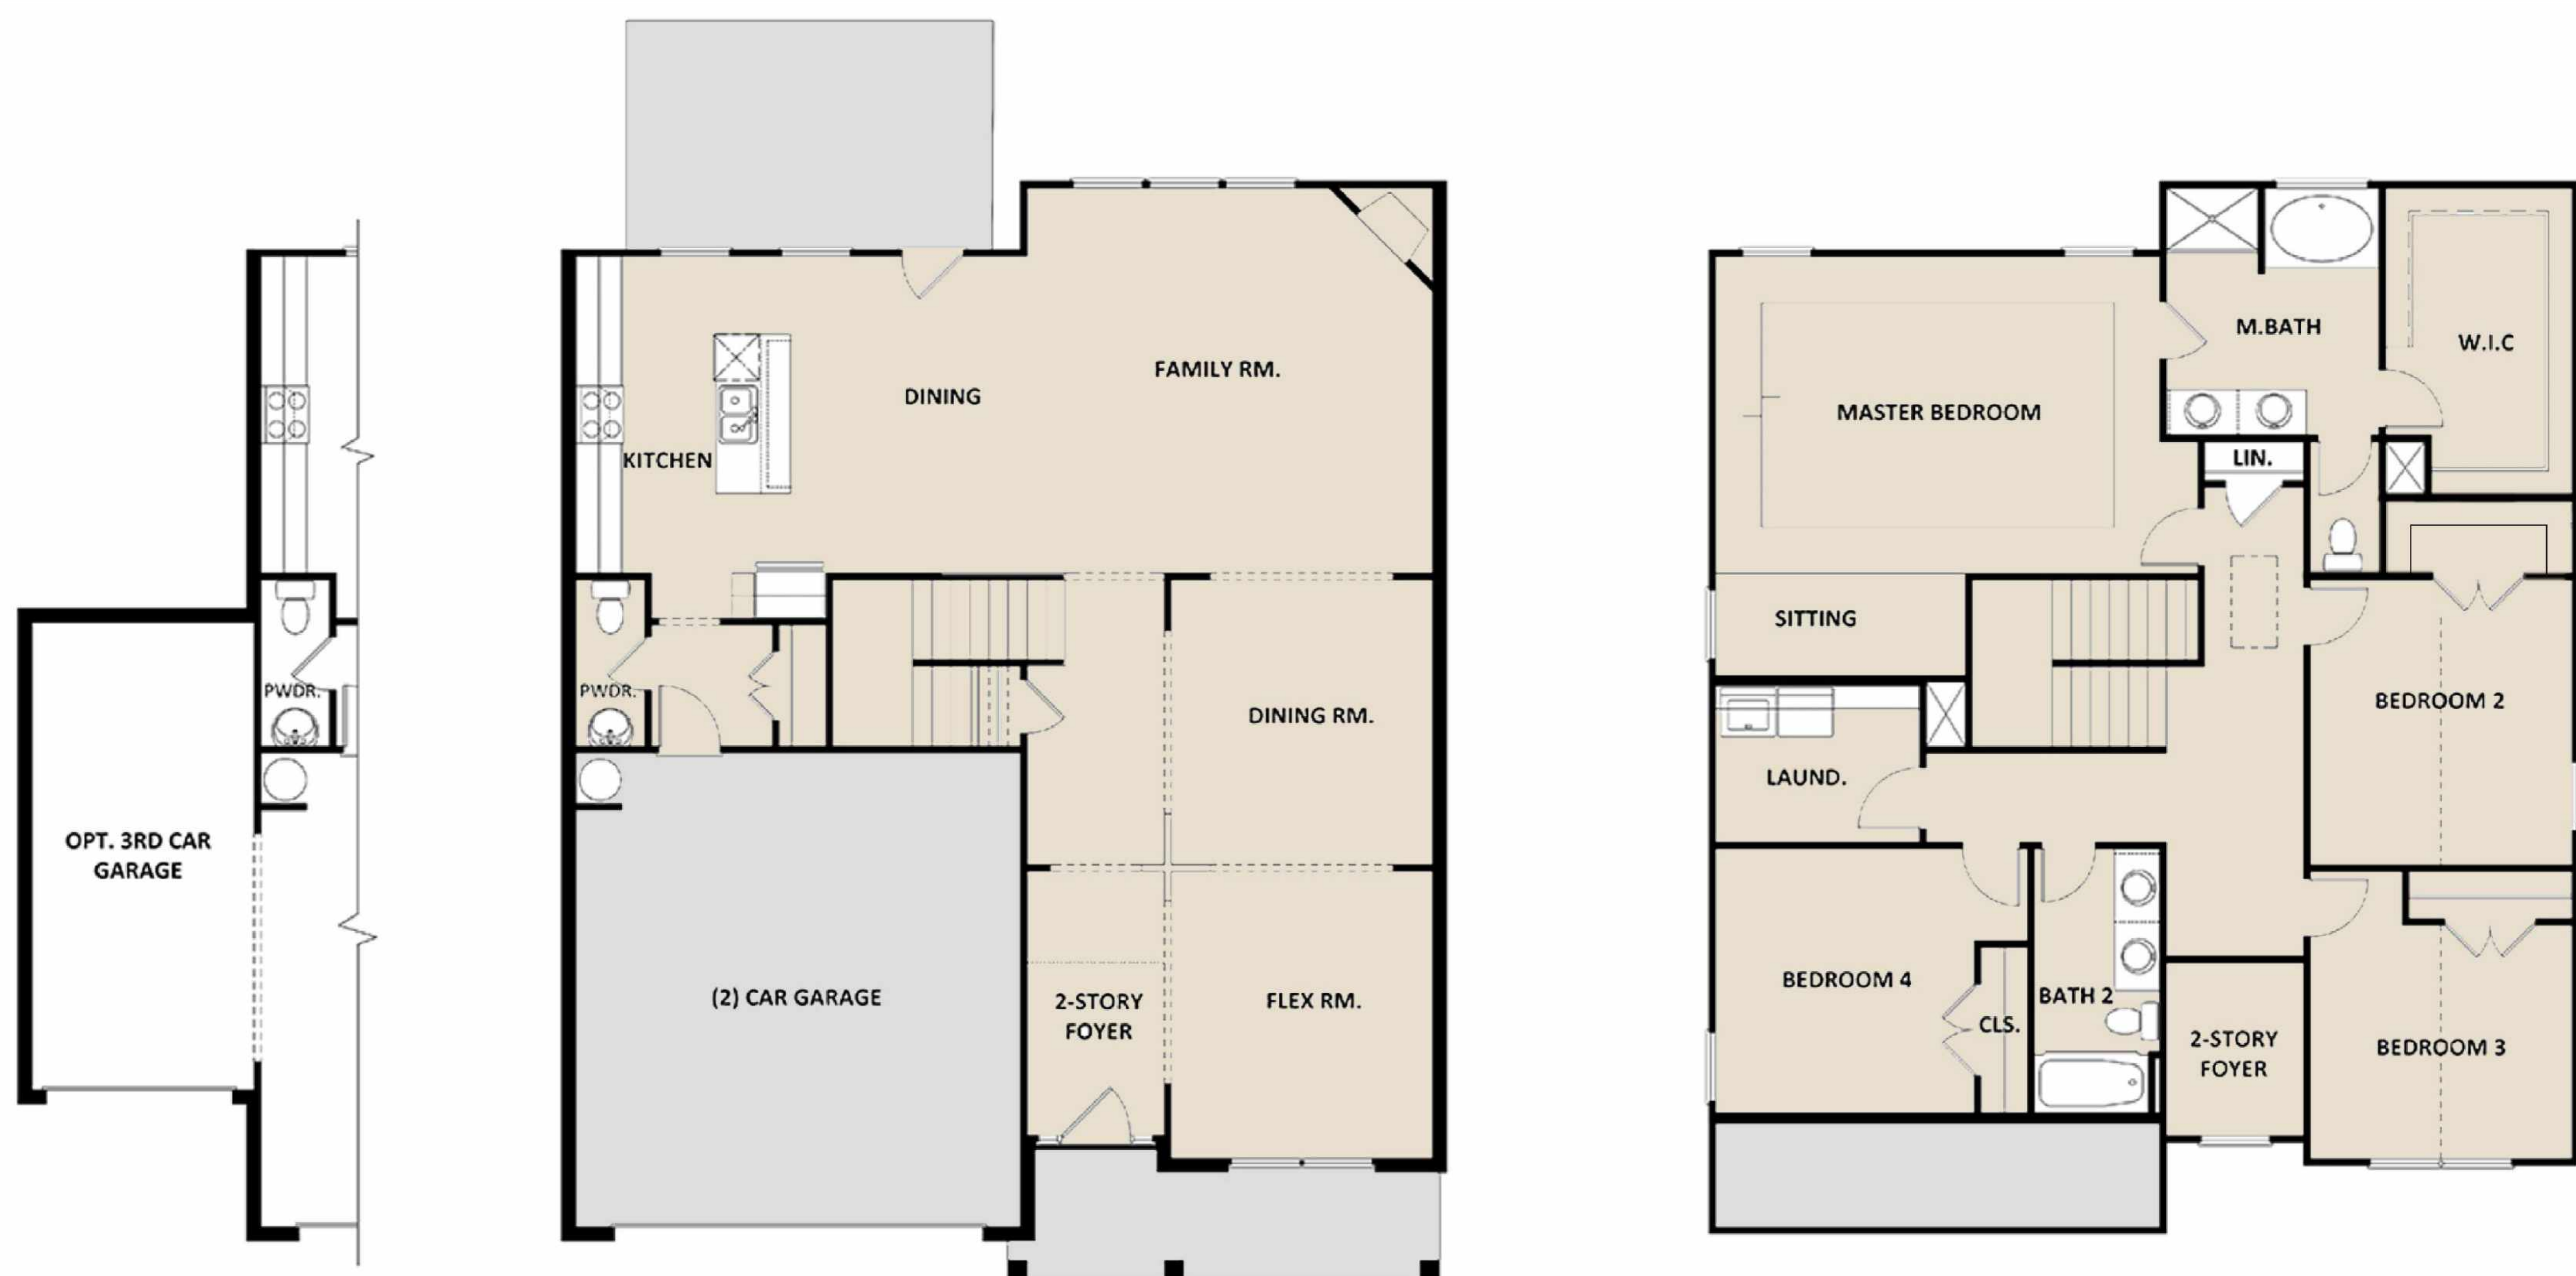 OPT. 3RD CAR
GARAGE
PWDR.
KITCHEN
DINING
FAMILY RM.
PWDR.
DINING RM.
(2) CAR GARAGE
2-STORY
FOYER
FLEX RM.
MASTER BEDROOM
M.BATH
W.I.C
LIN.
SITTING
LAUND.
BEDROOM 2
BEDROOM 4
CLS.
BATH 2
2-STORY
FOYER
BEDROOM 3